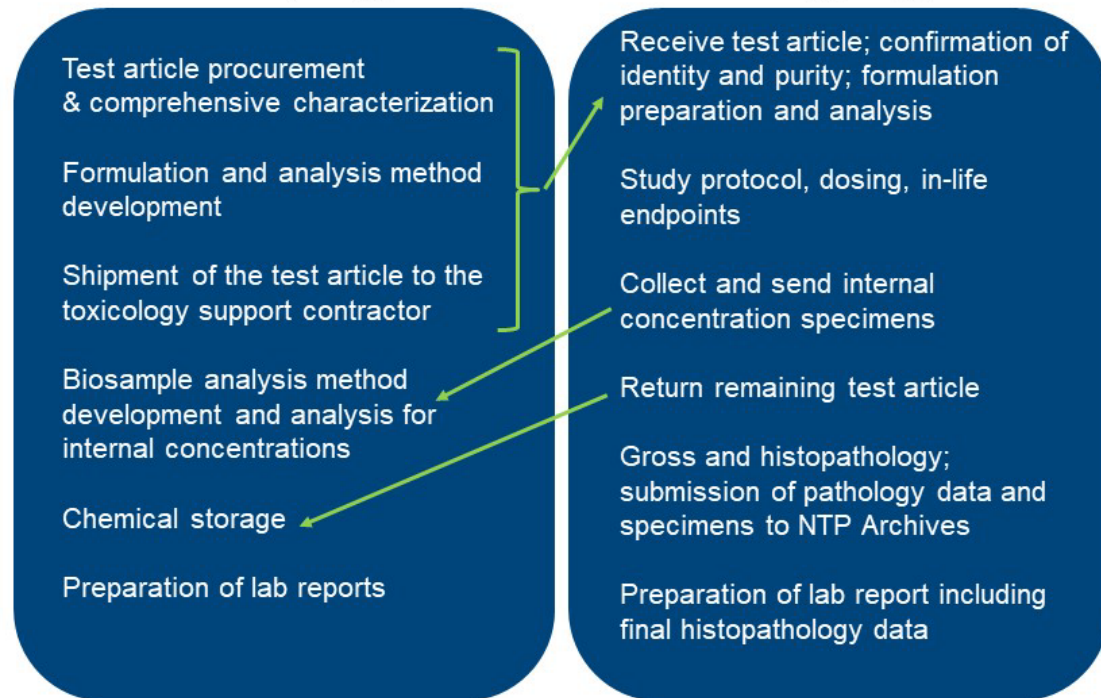 Test article procurement
& comprehensive characterization
Formulation and analysis method
development
Shipment of the test article to the
toxicology support contractor
Biosample analysis method
development and analysis for
internal concentrations
Chemical storage
Preparation of lab reports
Receive test article; confirmation of
identity and purity; formulation
preparation and analysis
Study protocol, dosing, in-life
endpoints
Collect and send internal
concentration specimens
Return remaining test article
Gross and histopathology;
submission of pathology data and
specimens to NTP Archives
Preparation of lab report including
final histopathology data